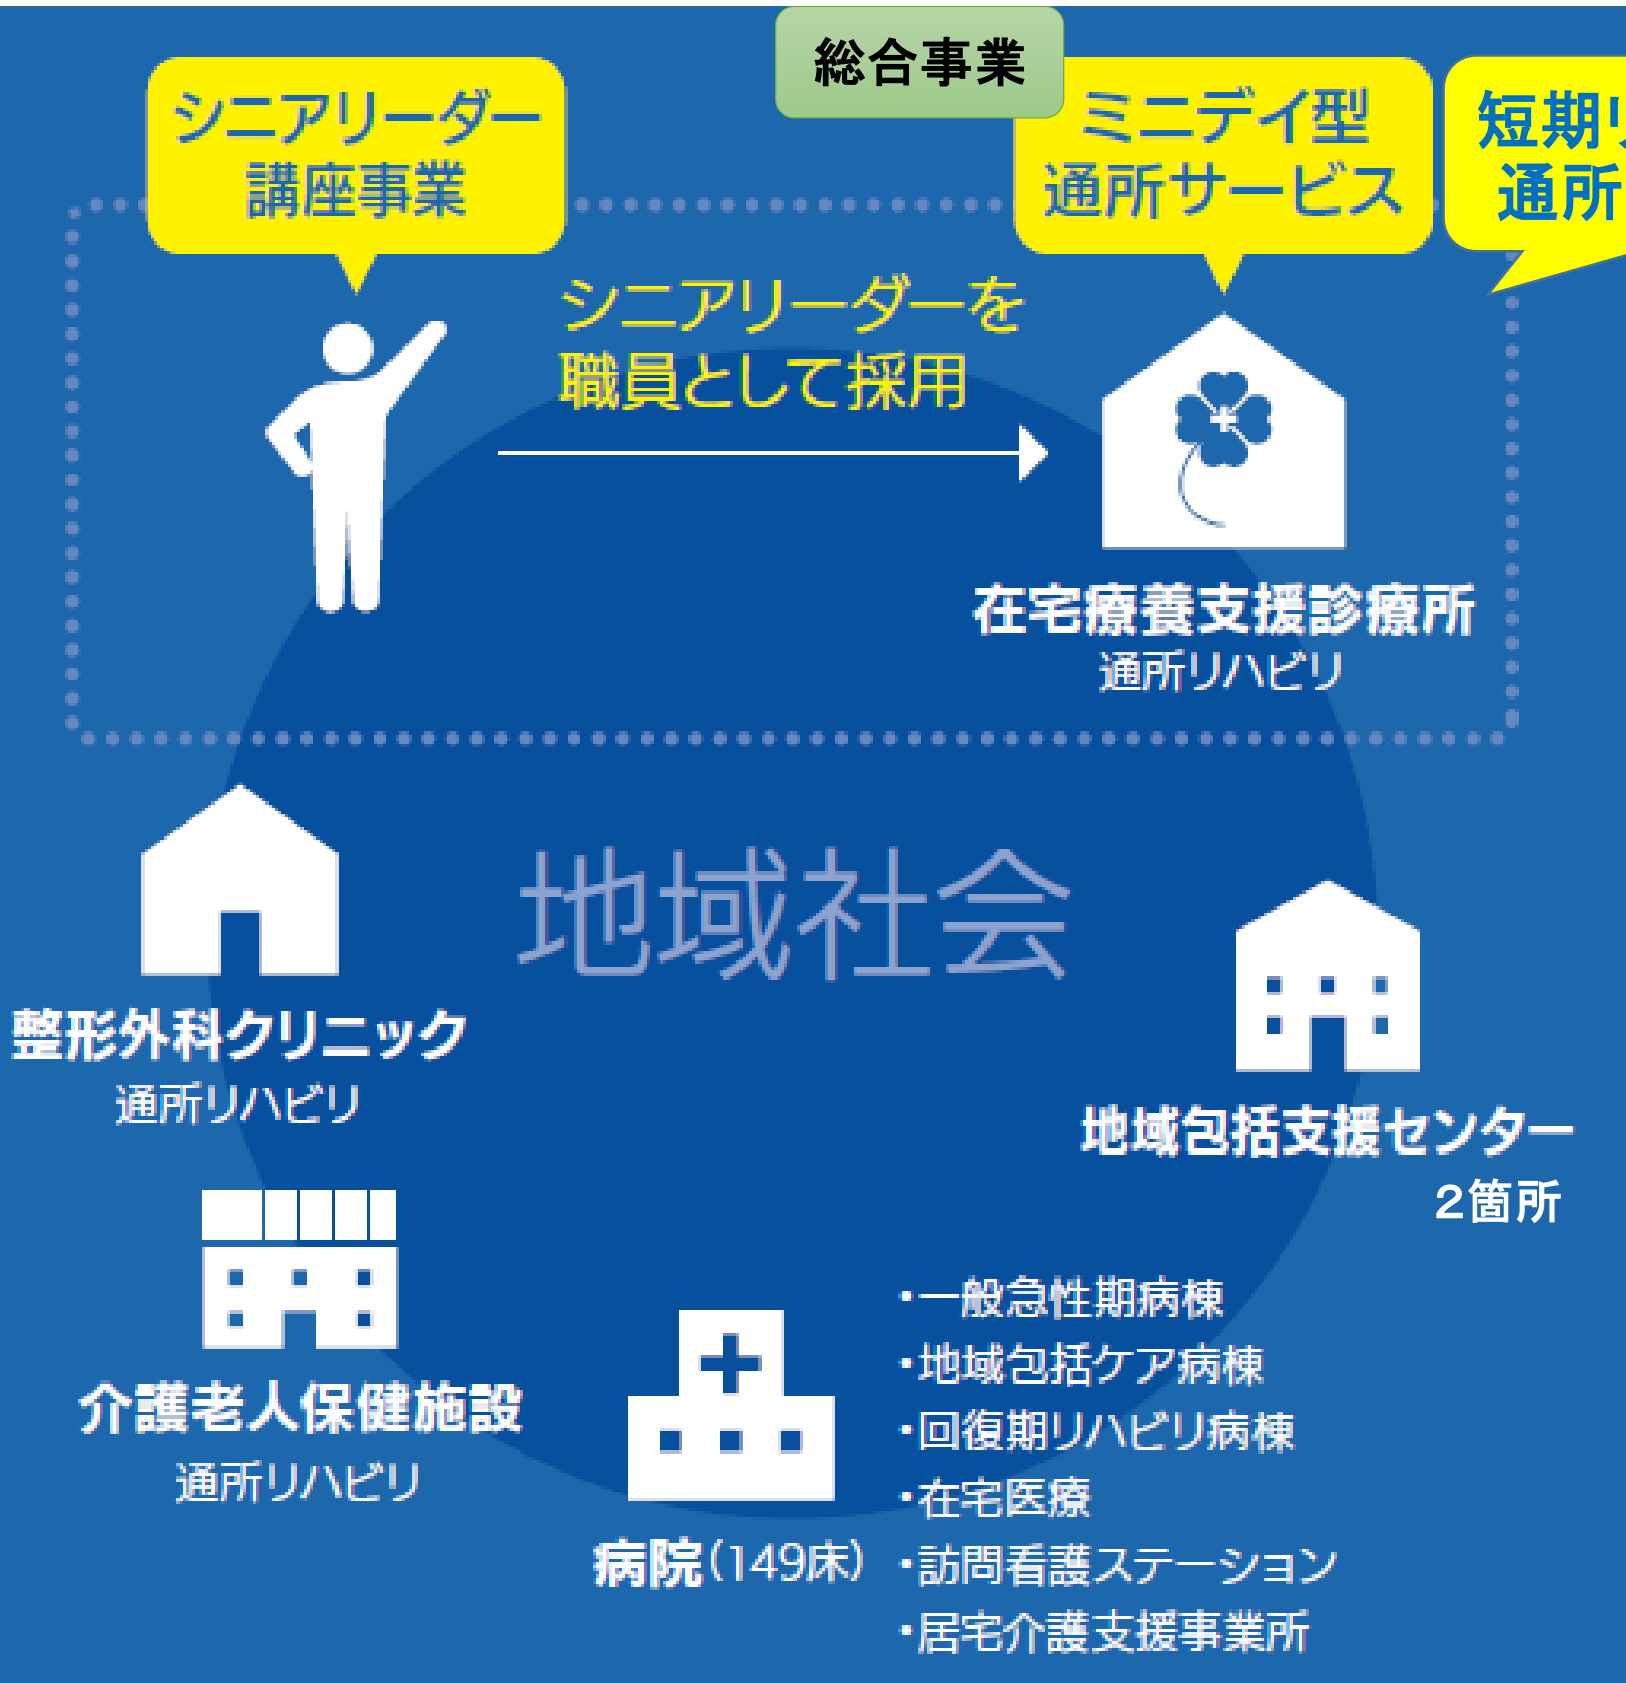 総合事業
シニアリーダー
講座事業
ミニデイ型
通所サービス
短期リ
通所
シニアリーダーを
職員として採用
在宅療養支援診療所
通所リハビリ
地域社会
整形外科クリニック
通所リハビリ
地域包括支援センター
2箇所
介護老人保健施設
通所リハビリ
病院(149床)
・一般急性期病棟
・地域包括ケア病棟
・回復期リハビリ病棟
・在宅医療
・訪問看護ステーション
・居宅介護支援事業所